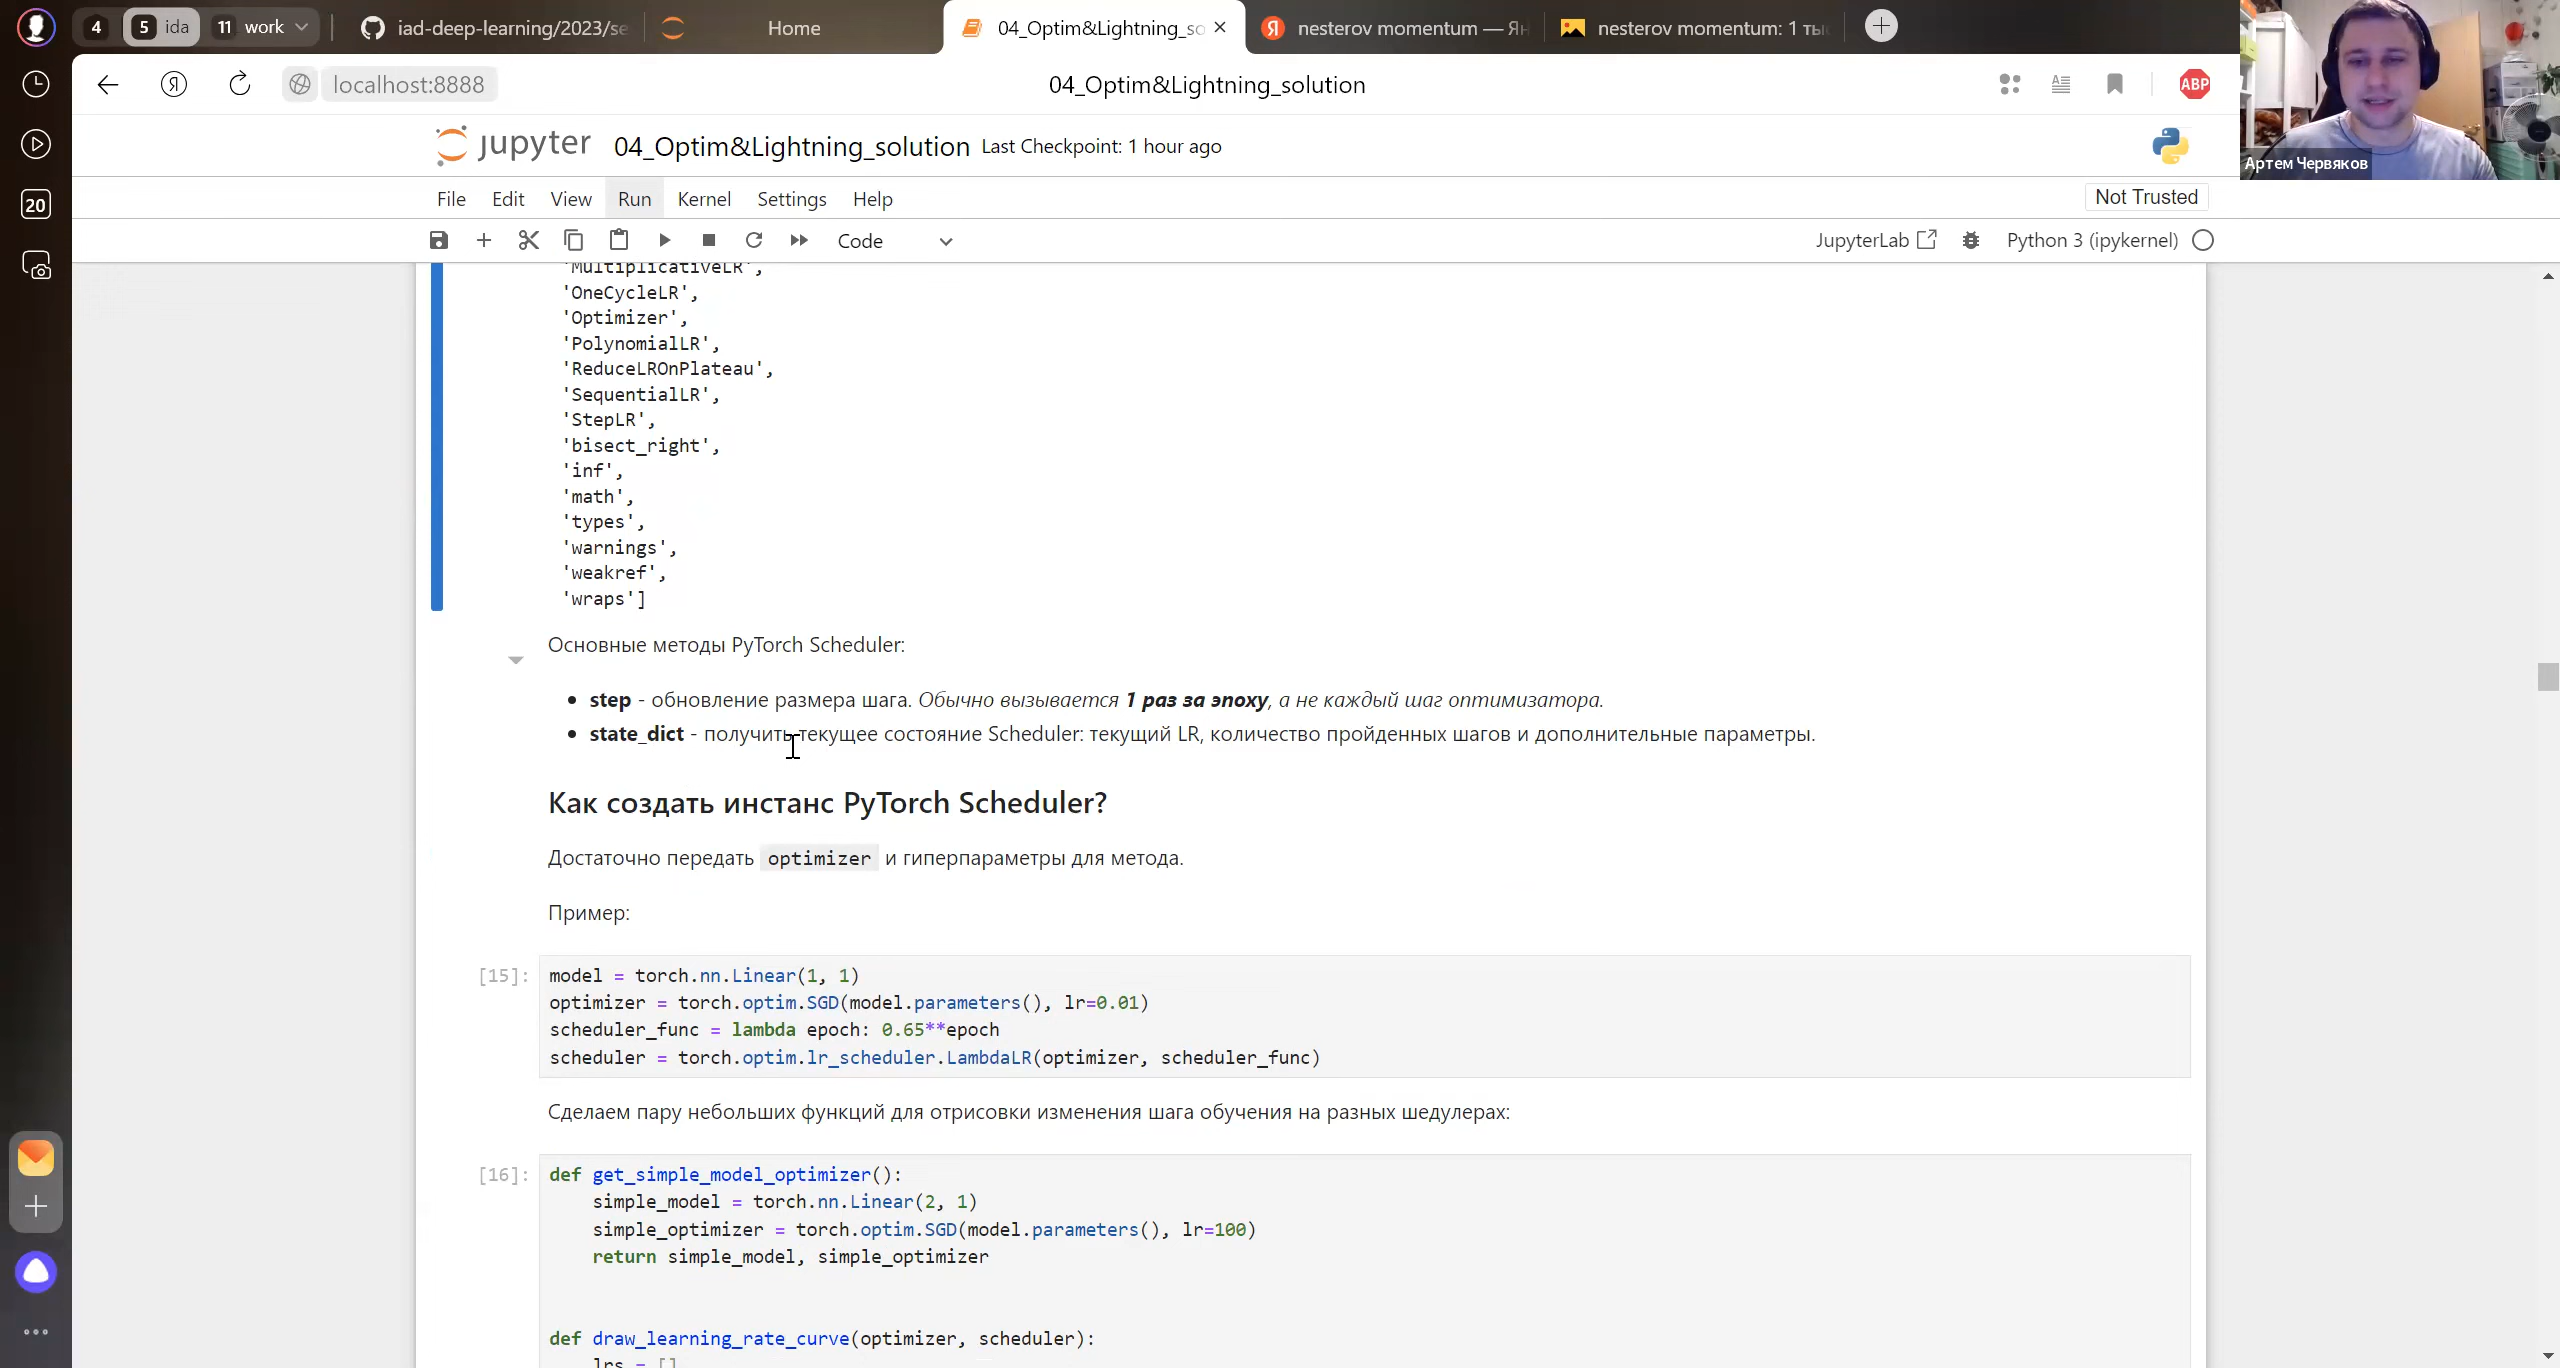 4
5 ida
11 work
iad-deep-learning/2023/se
Home
04_Optim&Lightning_so
nesterov momentum — Ян
nesterov momentum: 1 тыс
localhost:8888
04_Optim&Lightning_solution
ABP
20
Артем Червяков
jupyter 04_Optim&Lightning_solution Last Checkpoint: 1 hour ago
File Edit View Run Kernel Settings Help
Not Trusted
Code
JupyterLab
Python 3 (ipykernel)
'MultiplicativeLR',
'OneCycleLR',
'Optimizer',
'PolynomialLR',
'ReduceLROnPlateau',
'SequentialLR',
'StepLR',
'bisect_right',
'inf',
'math',
'types',
'warnings',
'weakref',
'wraps']
Основные методы PyTorch Scheduler:
• step - обновление размера шага. Обычно вызывается 1 раз за эпоху, а не каждый шаг оптимизатора.
• state_dict - получить текущее состояние Scheduler: текущий LR, количество пройденных шагов и дополнительные параметры.
Как создать инстанс PyTorch Scheduler?
Достаточно передать optimizer и гиперпараметры для метода.
Пример:
[15]: model = torch.nn.Linear(1, 1)
optimizer = torch.optim.SGD(model.parameters(), lr=0.01)
scheduler_func = lambda epoch: 0.65**epoch
scheduler = torch.optim.lr_scheduler.LambdaLR(optimizer, scheduler_func)
Сделаем пару небольших функций для отрисовки изменения шага обучения на разных шедулерах:
[16]: def get_simple_model_optimizer():
simple_model = torch.nn.Linear(2, 1)
simple_optimizer = torch.optim.SGD(model.parameters(), lr=100)
return simple_model, simple_optimizer
def draw_learning_rate_curve(optimizer, scheduler):
lrs = []